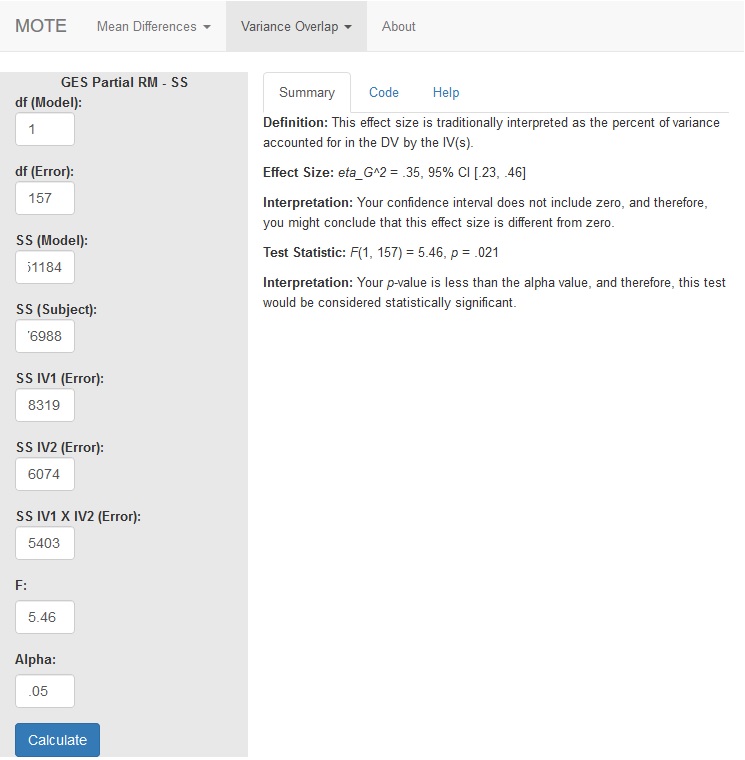 MOTE Mean Differences Variance Overlap About
GES Partial RM - SS
df (Model):
1
df (Error):
157
SS (Model):
51184
SS (Subject):
6988
SS IV1 (Error):
8319
SS IV2 (Error):
6074
SS IV1 X IV2 (Error):
5403
F:
5.46
Alpha:
.05
Calculate
Summary Code Help
Definition: This effect size is traditionally interpreted as the percent of variance
accounted for in the DV by the IV(s).
Effect Size: eta_G^2 = .35, 95% CI [.23, .46]
Interpretation: Your confidence interval does not include zero, and therefore,
you might conclude that this effect size is different from zero.
Test Statistic: F(1, 157) = 5.46, p = .021
Interpretation: Your p-value is less than the alpha value, and therefore, this test
would be considered statistically significant.